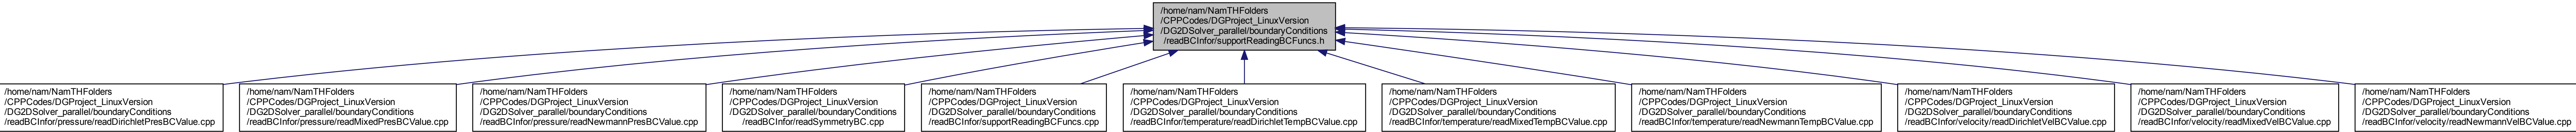 /home/nam/NamTHFolders
/CPPCodes/DGProject_LinuxVersion
/DG2DSolver_parallel/boundaryConditions
/readBCInfor/supportReadingBCFuncs.h
/home/nam/NamTHFolders
/CPPCodes/DGProject_LinuxVersion
/DG2DSolver_parallel/boundaryConditions
/readBCInfor/pressure/readDirichletPresBCValue.cpp
/home/nam/NamTHFolders
/CPPCodes/DGProject_LinuxVersion
/DG2DSolver_parallel/boundaryConditions
/readBCInfor/pressure/readMixedPresBCValue.cpp
/home/nam/NamTHFolders
/CPPCodes/DGProject_LinuxVersion
/DG2DSolver_parallel/boundaryConditions
/readBCInfor/pressure/readNewmannPresBCValue.cpp
/home/nam/NamTHFolders
/CPPCodes/DGProject_LinuxVersion
/DG2DSolver_parallel/boundaryConditions
/readBCInfor/readSymmetryBC.cpp
/home/nam/NamTHFolders
/CPPCodes/DGProject_LinuxVersion
/DG2DSolver_parallel/boundaryConditions
/readBCInfor/supportReadingBCFuncs.cpp
/home/nam/NamTHFolders
/CPPCodes/DGProject_LinuxVersion
/DG2DSolver_parallel/boundaryConditions
/readBCInfor/temperature/readDirichletTempBCValue.cpp
/home/nam/NamTHFolders
/CPPCodes/DGProject_LinuxVersion
/DG2DSolver_parallel/boundaryConditions
/readBCInfor/temperature/readMixedTempBCValue.cpp
/home/nam/NamTHFolders
/CPPCodes/DGProject_LinuxVersion
/DG2DSolver_parallel/boundaryConditions
/readBCInfor/temperature/readNewmannTempBCValue.cpp
/home/nam/NamTHFolders
/CPPCodes/DGProject_LinuxVersion
/DG2DSolver_parallel/boundaryConditions
/readBCInfor/velocity/readDirichletVelBCValue.cpp
/home/nam/NamTHFolders
/CPPCodes/DGProject_LinuxVersion
/DG2DSolver_parallel/boundaryConditions
/readBCInfor/velocity/readMixedVelBCValue.cpp
/home/nam/NamTHFolders
/CPPCodes/DGProject_LinuxVersion
/DG2DSolver_parallel/boundaryConditions
/readBCInfor/velocity/readNewmannVelBCValue.cpp